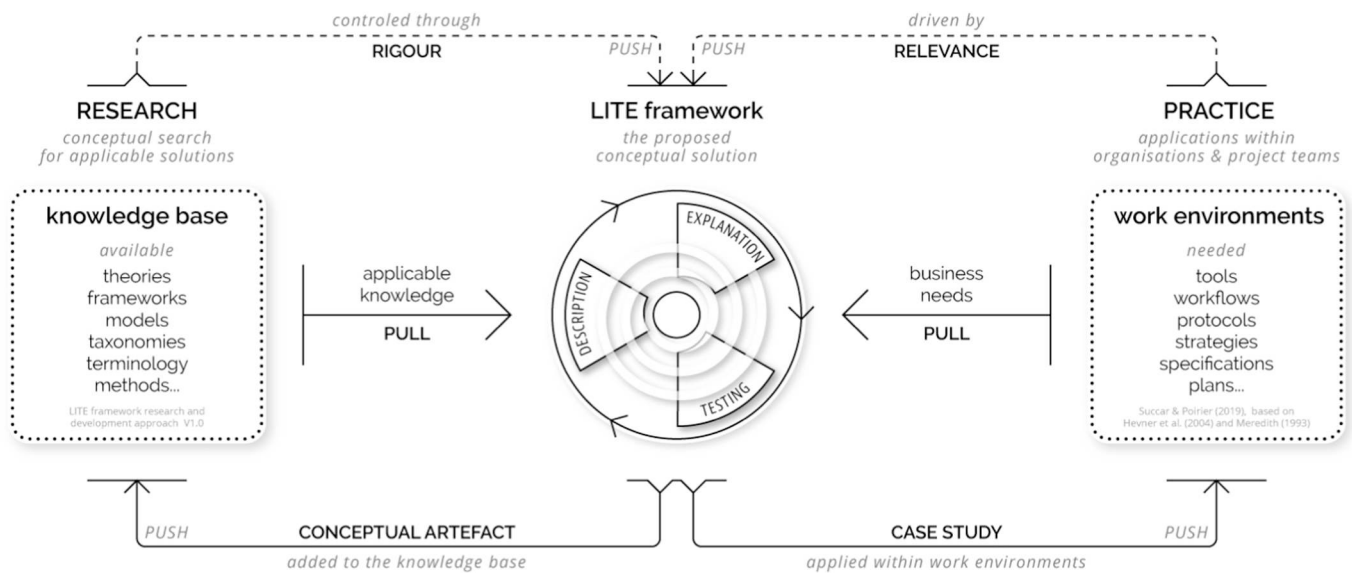 controled through
driven by
PUSH
PUSH
RIGOUR
RELEVANCE
RESEARCH
conceptual search
for applicable solutions
LITE framework
the proposed
conceptual solution
PRACTICE
applications within
organisations & project teams
knowledge base
available
theories
frameworks
models
taxonomies
terminology
methods...
LITE framework research and
development approach V1.0
applicable
knowledge
PULL
EXPLANATION
DESCRIPTION
TESTING
business
needs
PULL
work environments
needed
tools
workflows
protocols
strategies
specifications
plans...
Succar & Poirier (2019), based on
Hevner et al. (2004) and Meredith (1993)
PUSH
CONCEPTUAL ARTEFACT
added to the knowledge base
CASE STUDY
PUSH
applied within work environments